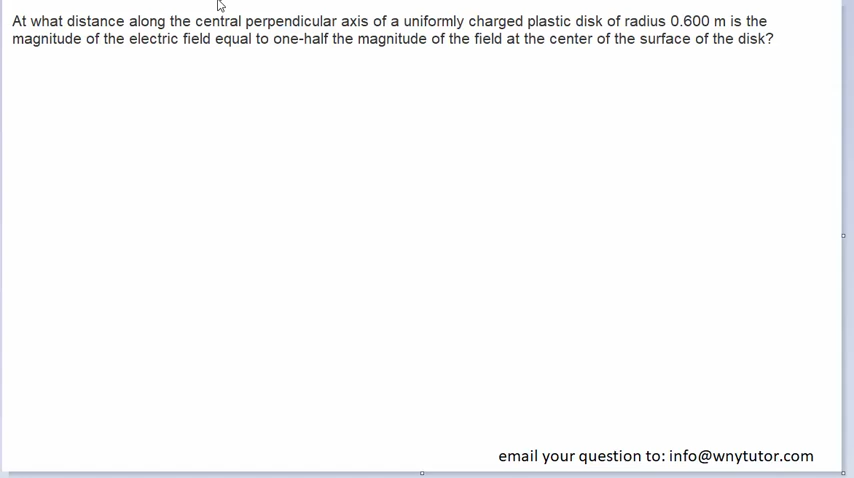 At what distance along the central perpendicular axis of a uniformly charged plastic disk of radius 0.600 m is the
magnitude of the electric field equal to one-half the magnitude of the field at the center of the surface of the disk?
email your question to: info@wnytutor.com